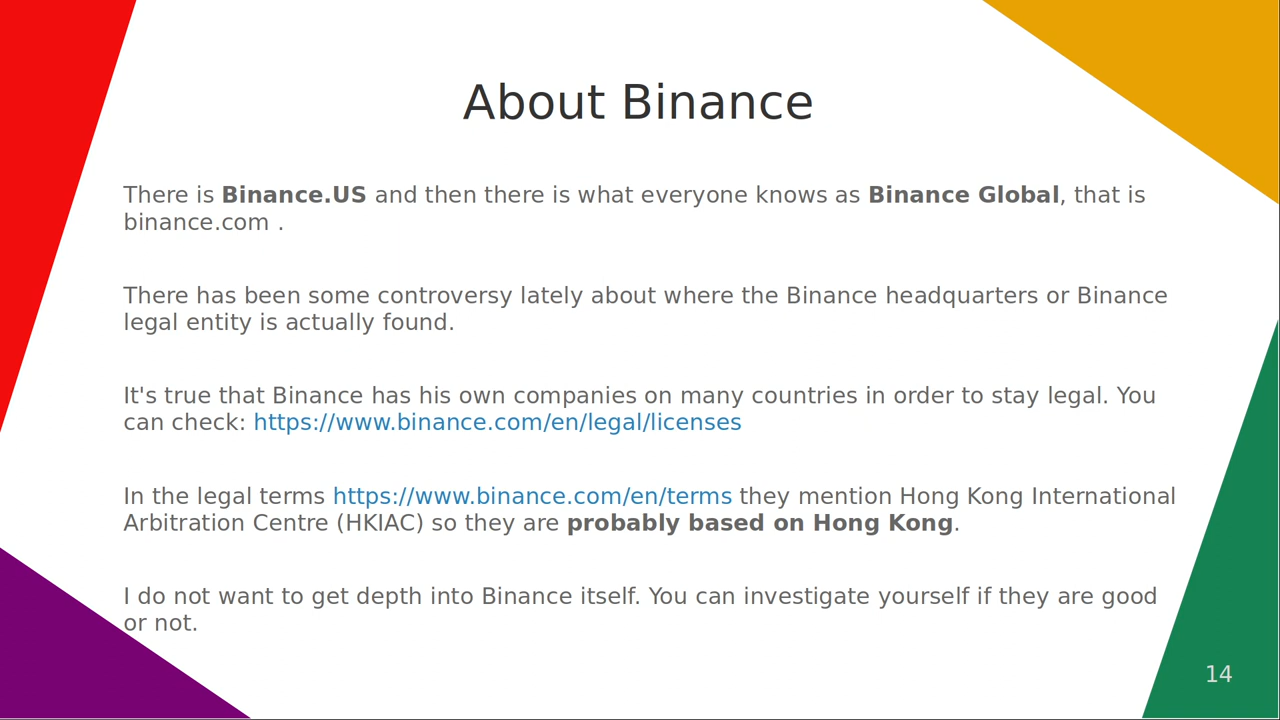 About Binance
There is Binance.US and then there is what everyone knows as Binance Global, that is
binance.com .
There has been some controversy lately about where the Binance headquarters or Binance
legal entity is actually found.
It's true that Binance has his own companies on many countries in order to stay legal. You
can check: https://www.binance.com/en/legal/licenses
In the legal terms https://www.binance.com/en/terms they mention Hong Kong International
Arbitration Centre (HKIAC) so they are probably based on Hong Kong.
I do not want to get depth into Binance itself. You can investigate yourself if they are good
or not.
14